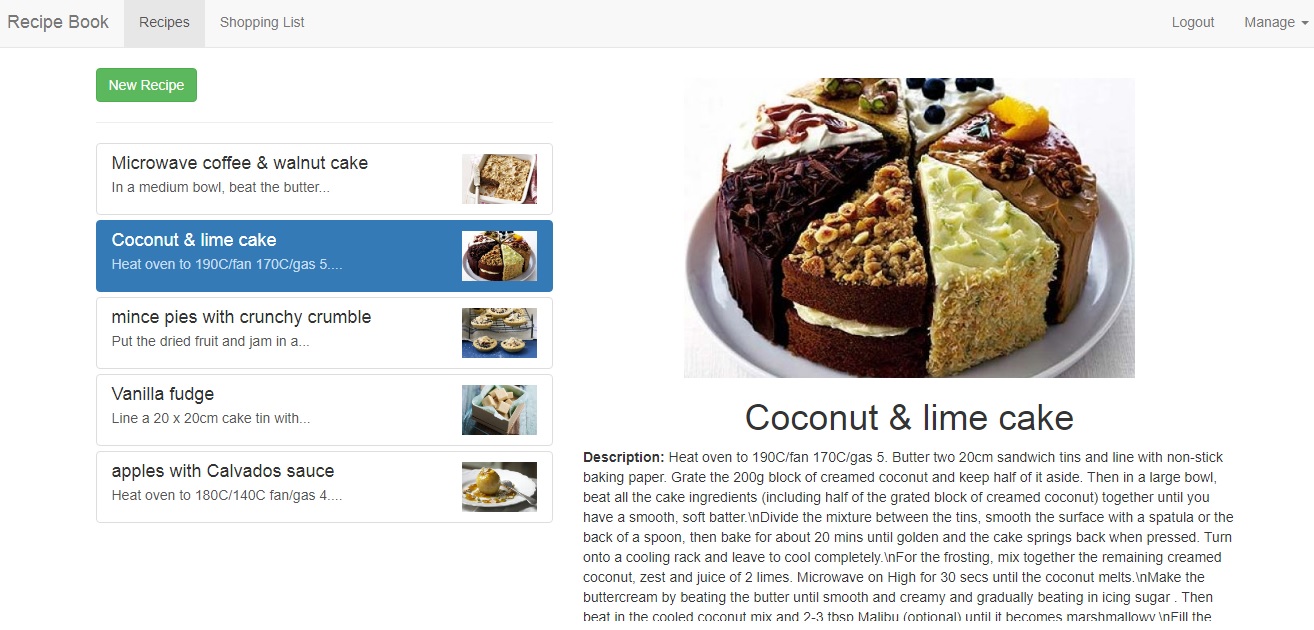 Recipe Book
Recipes
Shopping List
Logout
Manage
New Recipe
Microwave coffee & walnut cake
In a medium bowl, beat the butter...
Coconut & lime cake
Heat oven to 190C/fan 170C/gas 5....
mince pies with crunchy crumble
Put the dried fruit and jam in a...
Vanilla fudge
Line a 20 x 20cm cake tin with...
apples with Calvados sauce
Heat oven to 180C/140C fan/gas 4....
Coconut & lime cake
Description: Heat oven to 190C/fan 170C/gas 5. Butter two 20cm sandwich tins and line with non-stick
baking paper. Grate the 200g block of creamed coconut and keep half of it aside. Then in a large bowl,
beat all the cake ingredients (including half of the grated block of creamed coconut) together until you
have a smooth, soft batter.\nDivide the mixture between the tins, smooth the surface with a spatula or the
back of a spoon, then bake for about 20 mins until golden and the cake springs back when pressed. Turn
onto a cooling rack and leave to cool completely.\nFor the frosting, mix together the remaining creamed
coconut, zest and juice of 2 limes. Microwave on High for 30 secs until the coconut melts.\nMake the
buttercream by beating the butter until smooth and creamy and gradually beating in icing sugar . Then
beat in the cooled coconut mix and 2-3 tbsp Malibu (optional) until it becomes marshmallowy.\nFill the